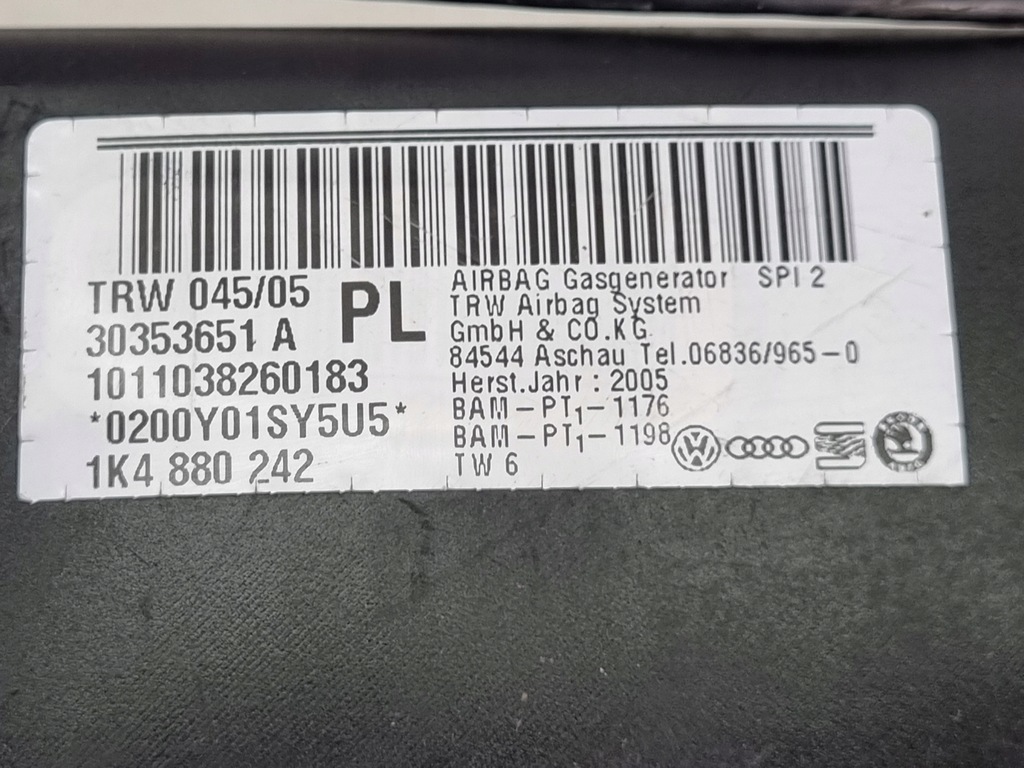 TRW 045/05
30353651 A
PL
1011038260183
*0200Y01SY5U5*
1K4 880 242
AIRBAG Gasgenerator SPI 2
TRW Airbag System
GmbH & CO.KG
84544 Aschau Tel.06836/965-0
Herst.Jahr: 2005
BAM-PT1-1176
BAM-PT1-1198
TW 6